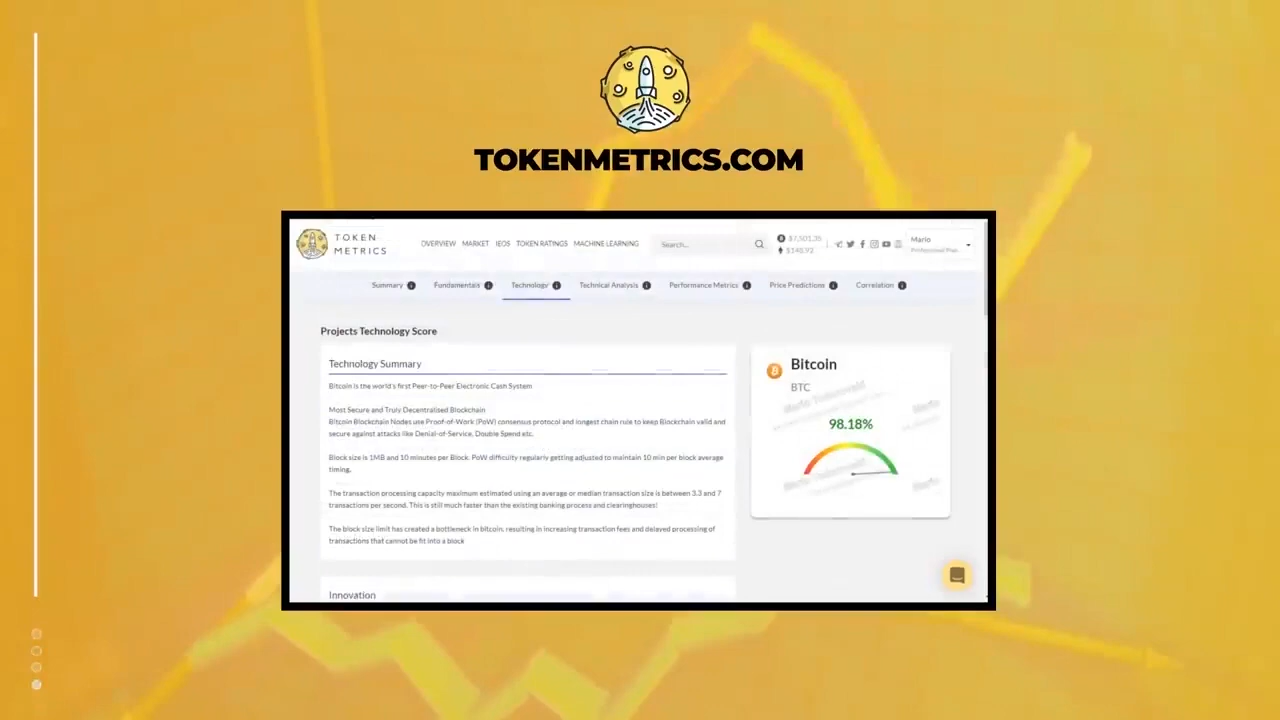 TOKENMETRICS.COM
TOKEN
METRICS
OVERVIEW MARKET IEOS TOKEN RATINGS MACHINE LEARNING
Search...
$7,501.35
$148.92
Mario
Professional Plan
Summary Fundamentals Technology Technical Analysis Performance Metrics Price Predictions Correlation
Projects Technology Score
Technology Summary
Bitcoin is the world's first Peer-to-Peer Electronic Cash System
Most Secure and Truly Decentralised Blockchain
Bitcoin Blockchain Nodes use Proof-of-Work (PoW) consensus protocol and longest chain rule to keep Blockchain valid and
secure against attacks like Denial-of-Service, Double Spend etc.
Block size is 1MB and 10 minutes per Block. PoW difficulty regularly getting adjusted to maintain 10 min per block average
timing.
The transaction processing capacity maximum estimated using an average or median transaction size is between 3.3 and 7
transactions per second. This is still much faster than the existing banking process and clearinghouses!
The block size limit has created a bottleneck in bitcoin, resulting in increasing transaction fees and delayed processing of
transactions that cannot be fit into a block
Innovation
Bitcoin
BTC
98.18%